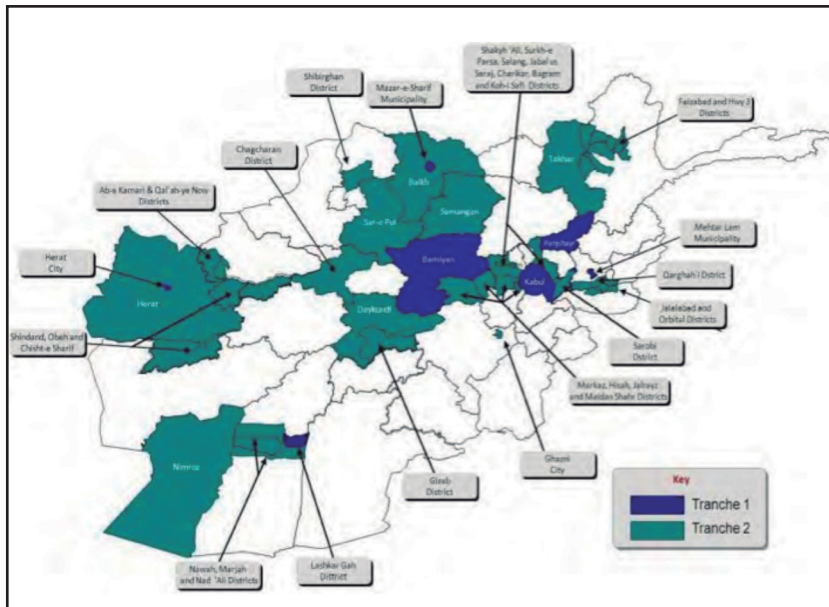 Shakyh 'Ali, Surkh-e
Parsa, Salang, Jabal us
Saraj, Charikar, Bagram
and Koh-i Safi Districts
Shibirghan
District
Mazar-e-Sharif
Municipality
Faizabad and Hwy 2
Districts
Chagcharan
District
Takhar
Balkh
Ab-e Kamari & Qal'ah-ye Now
Districts
Sar-e Pol
Samangan
Mehtar Lam
Municipality
Panjshayr
Herat
City
Bamiyan
Kabul
Qarghah'i District
Herat
Daykundi
Jalalabad and
Orbital Districts
Shindand, Obeh and
Chisht-e Sharif
Sarobi
District
Markaz, Hisah, Jalrayz
and Maidan Shahr Districts
Nimroz
Ghazni
City
Gizab
District
Key
Tranche 1
Tranche 2
Nawah, Marjah
and Nad 'Ali Districts
Lashkar Gah
District